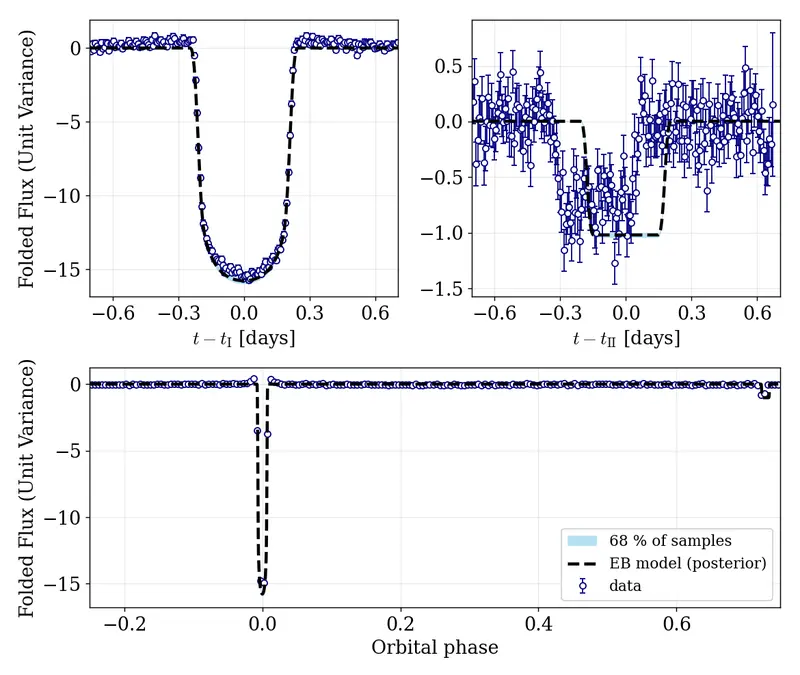 Folded Flux (Unit Variance)
0
−5
−10
−15
−0.6 −0.3 0.0 0.3 0.6
t − tI [days]
0.5
0.0
−0.5
−1.0
−1.5
−0.6 −0.3 0.0 0.3 0.6
t − tII [days]
Folded Flux (Unit Variance)
0
−5
−10
−15
68 % of samples
EB model (posterior)
data
−0.2 0.0 0.2 0.4 0.6
Orbital phase